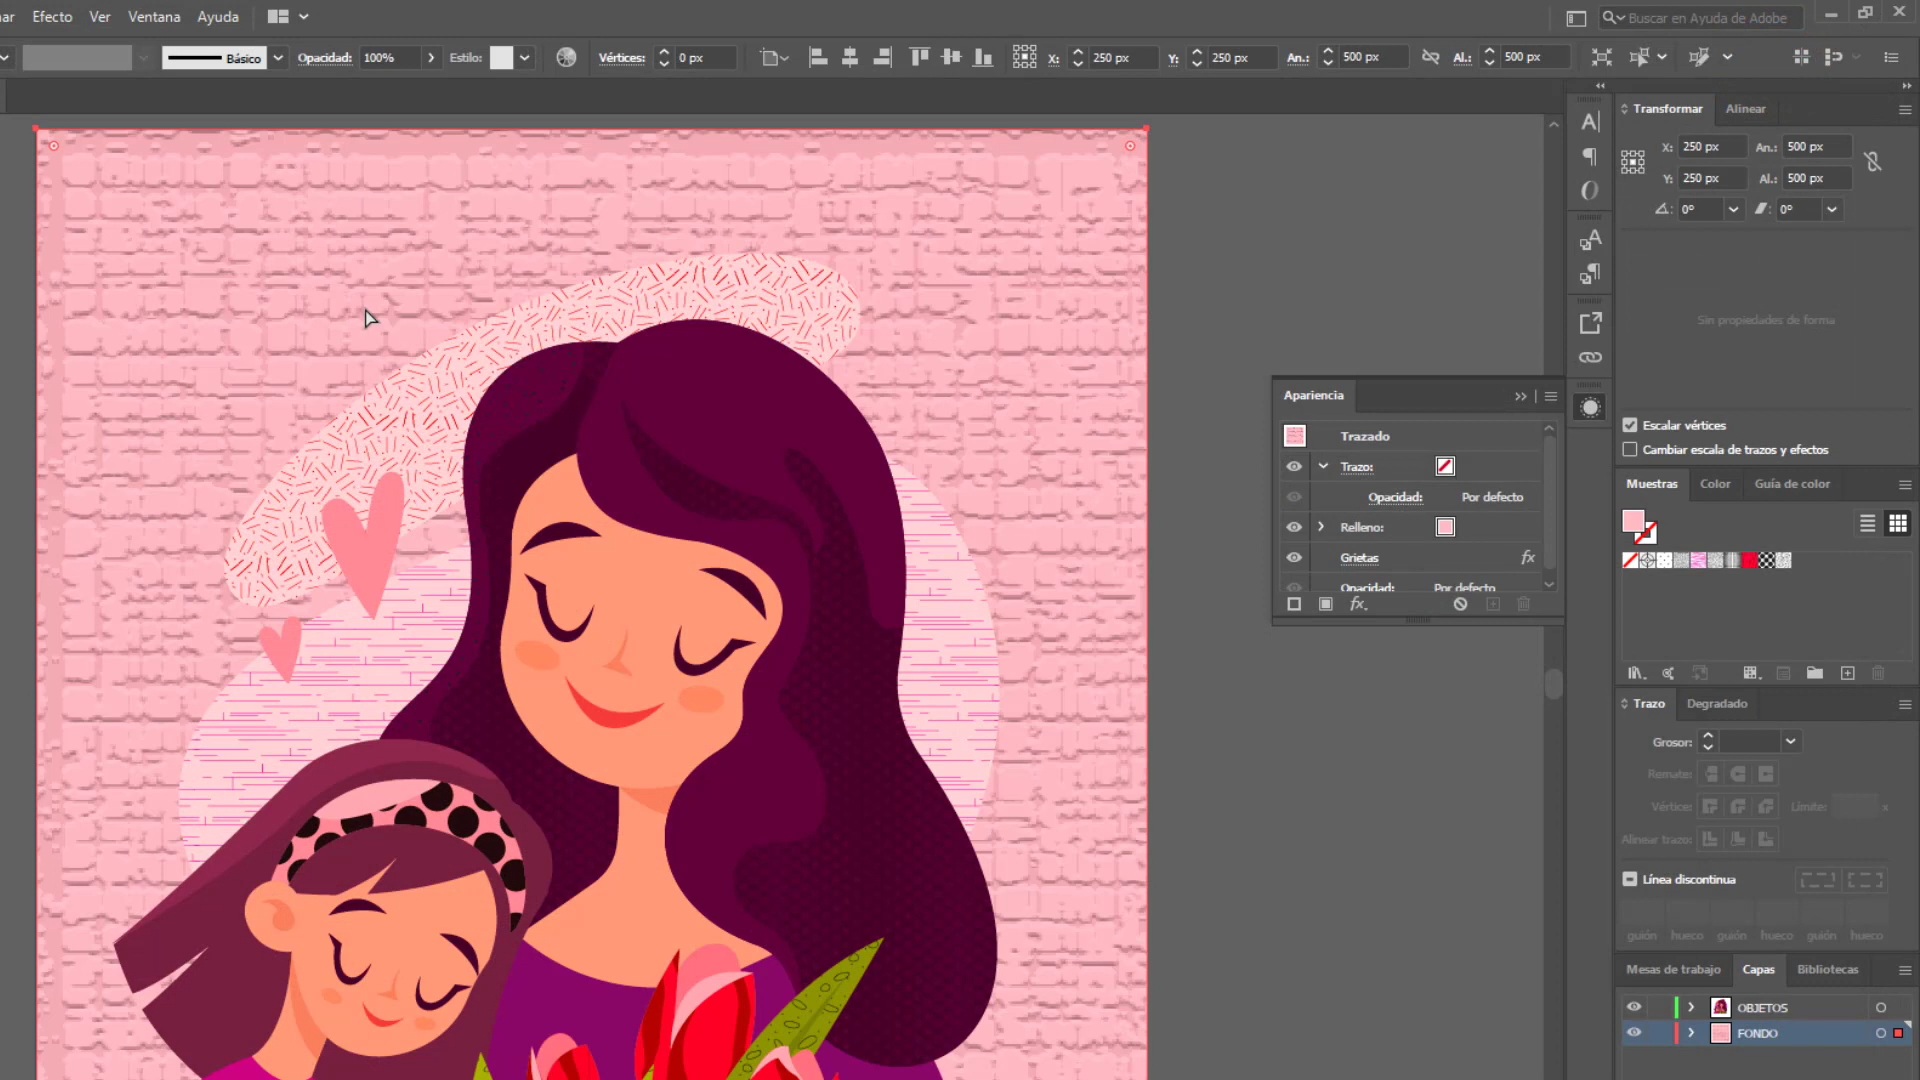 ar Efecto Ver Ventana Ayuda
Buscar en Ayuda de Adobe
Básico Opacidad: 100% Estilo: Vértices: 0 px X: 250 px Y: 250 px An.: 500 px Al.: 500 px
Transformar Alinear
X: 250 px An.: 500 px
Y: 250 px Al.: 500 px
0° 0°
Sin propiedades de forma
Escalar vértices
Cambiar escala de trazos y efectos
Apariencia
Trazado
Trazo:
Opacidad: Por defecto
Relleno:
Grietas fx
Opacidad: Por defecto
fx.
Muestras Color Guía de color
Trazo Degradado
Grosor:
Remate:
Vértice: Límite: x
Alinear trazo:
Línea discontinua
guión hueco guión hueco guión hueco
Mesas de trabajo Capas Bibliotecas
OBJETOS
FONDO